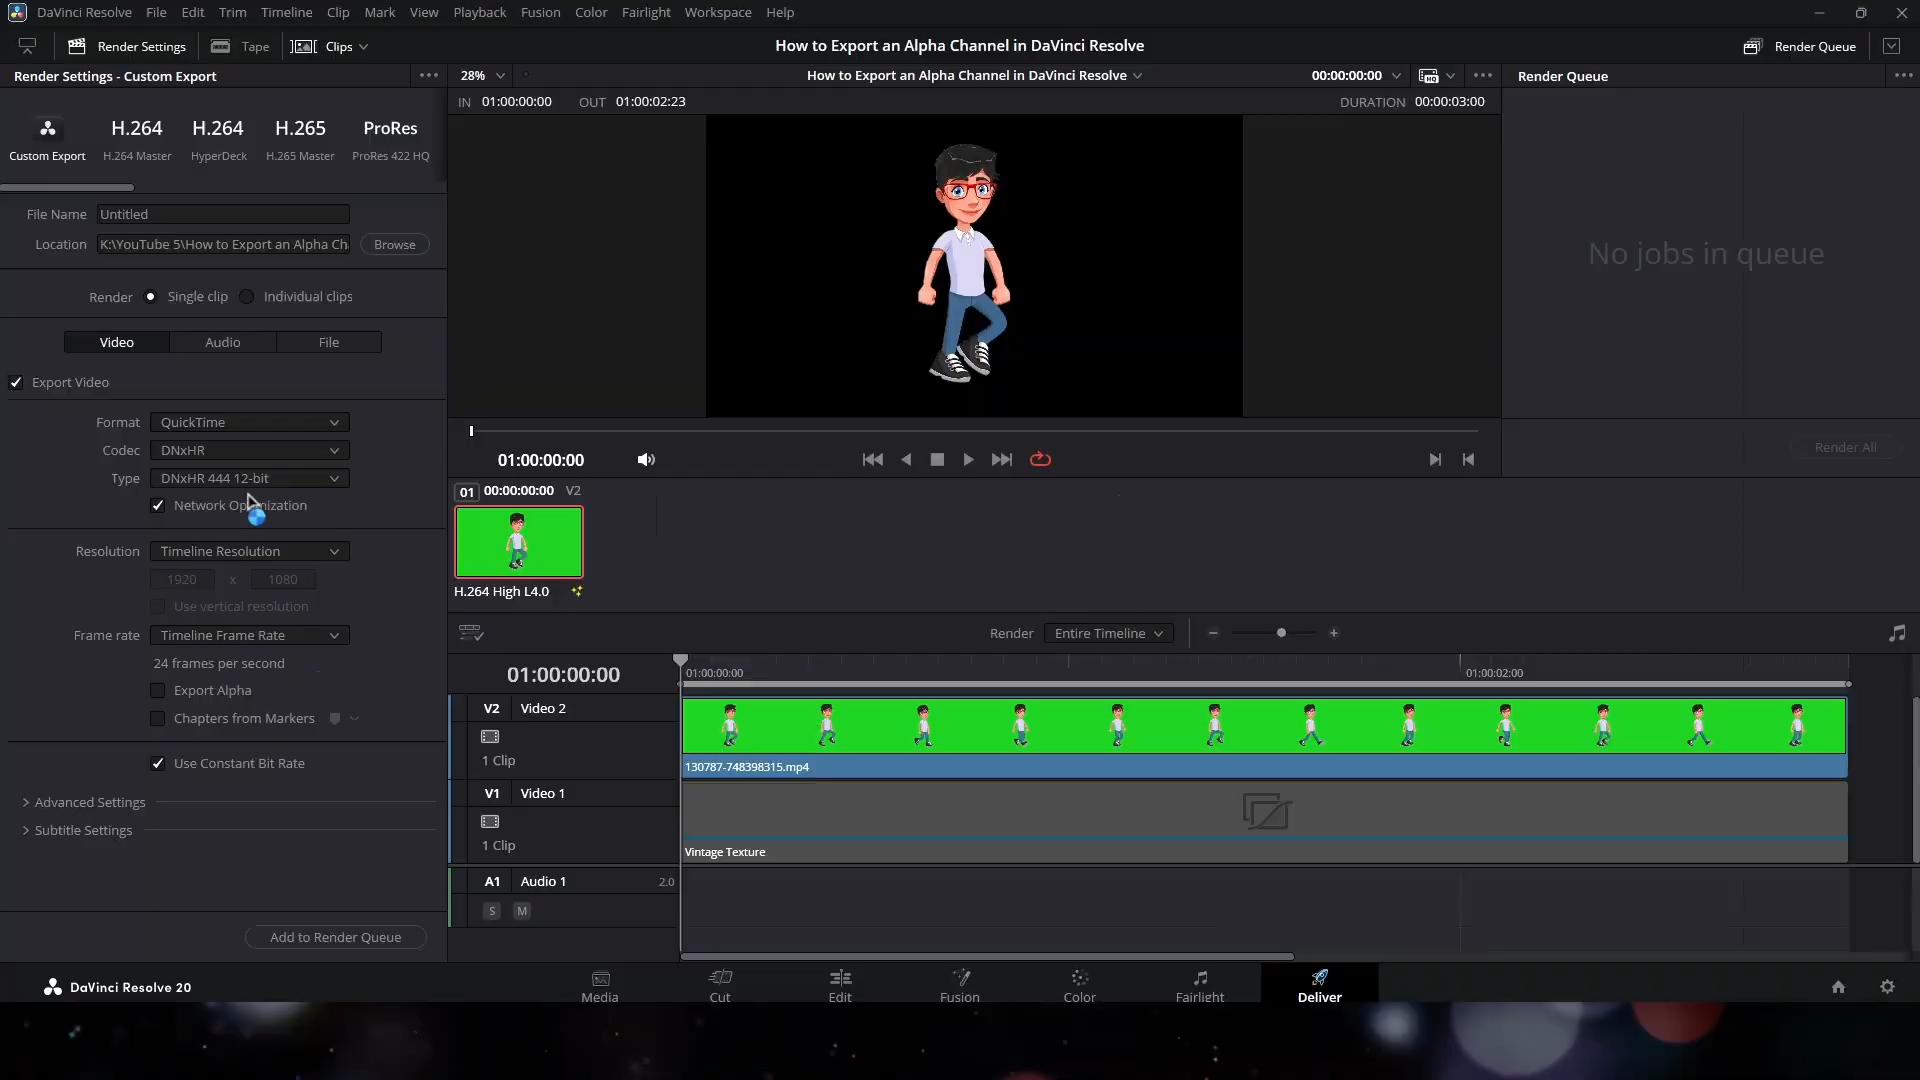 DaVinci Resolve File Edit Trim Timeline Clip Mark View Playback Fusion Color Fairlight Workspace Help
Render Settings Tape Clips How to Export an Alpha Channel in DaVinci Resolve Render Queue
Render Settings - Custom Export 28% How to Export an Alpha Channel in DaVinci Resolve 00:00:00:00 HQ Render Queue
IN 01:00:00:00 OUT 01:00:02:23 DURATION 00:00:03:00
H.264 H.264 H.265 ProRes
Custom Export H.264 Master HyperDeck H.265 Master ProRes 422 HQ
File Name Untitled
Location K:\YouTube 5\How to Export an Alpha Ch Browse
No jobs in queue
Render Single clip Individual clips
Video Audio File
Export Video
Format QuickTime
Codec DNxHR
Type DNxHR 444 12-bit
Network Optimization
Render All
01:00:00:00
01 00:00:00:00 V2
H.264 High L4.0
Resolution Timeline Resolution
1920 x 1080
Use vertical resolution
Frame rate Timeline Frame Rate
24 frames per second
Export Alpha
Chapters from Markers
Use Constant Bit Rate
Advanced Settings
Subtitle Settings
Add to Render Queue
Render Entire Timeline
01:00:00:00 01:00:00:00 01:00:02:00
V2 Video 2
1 Clip
130787-748398315.mp4
V1 Video 1
1 Clip
Vintage Texture
A1 Audio 1 2.0
S M
DaVinci Resolve 20
Media Cut Edit Fusion Color Fairlight Deliver